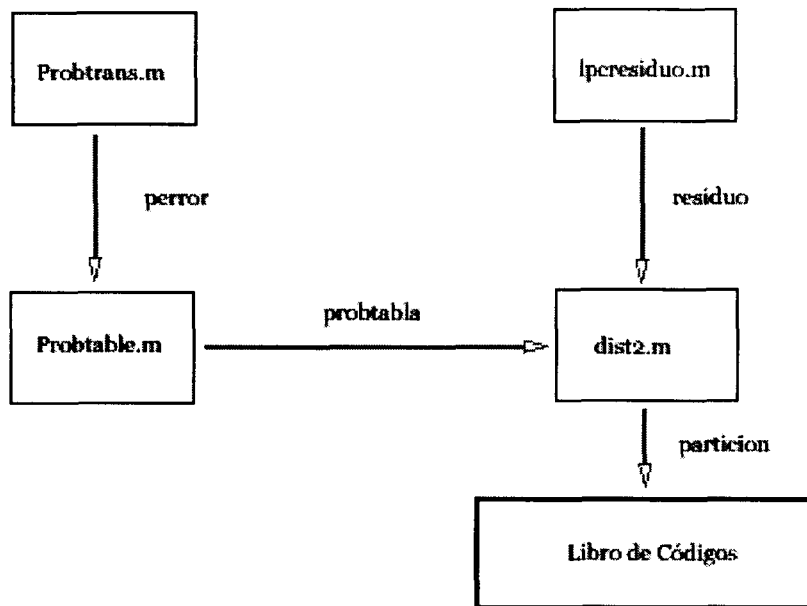 Probtrans.m
lpcresiduo.m
perror
residuo
Probtable.m
probtabla
dist2.m
particion
Libro de Códigos